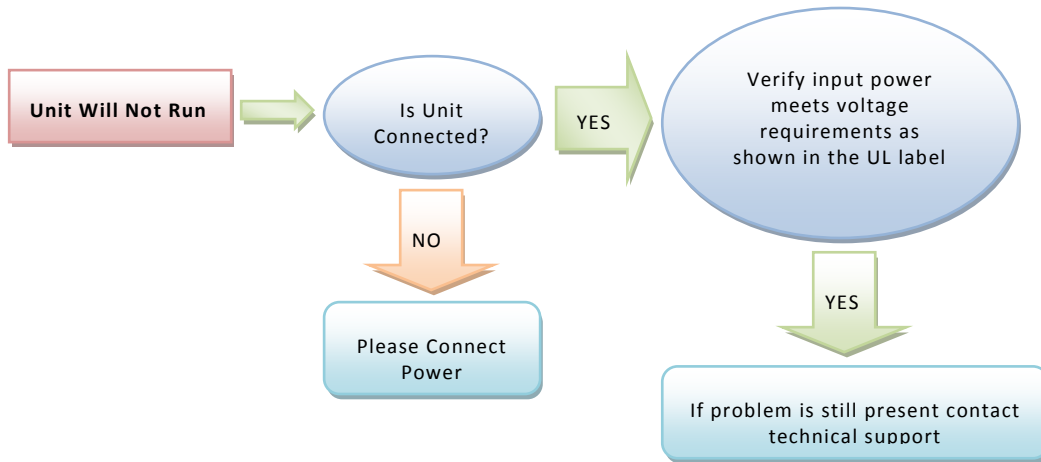 Unit Will Not Run
Is Unit
Connected?
YES
Verify input power
meets voltage
requirements as
shown in the UL label
NO
YES
Please Connect
Power
If problem is still present contact
technical support